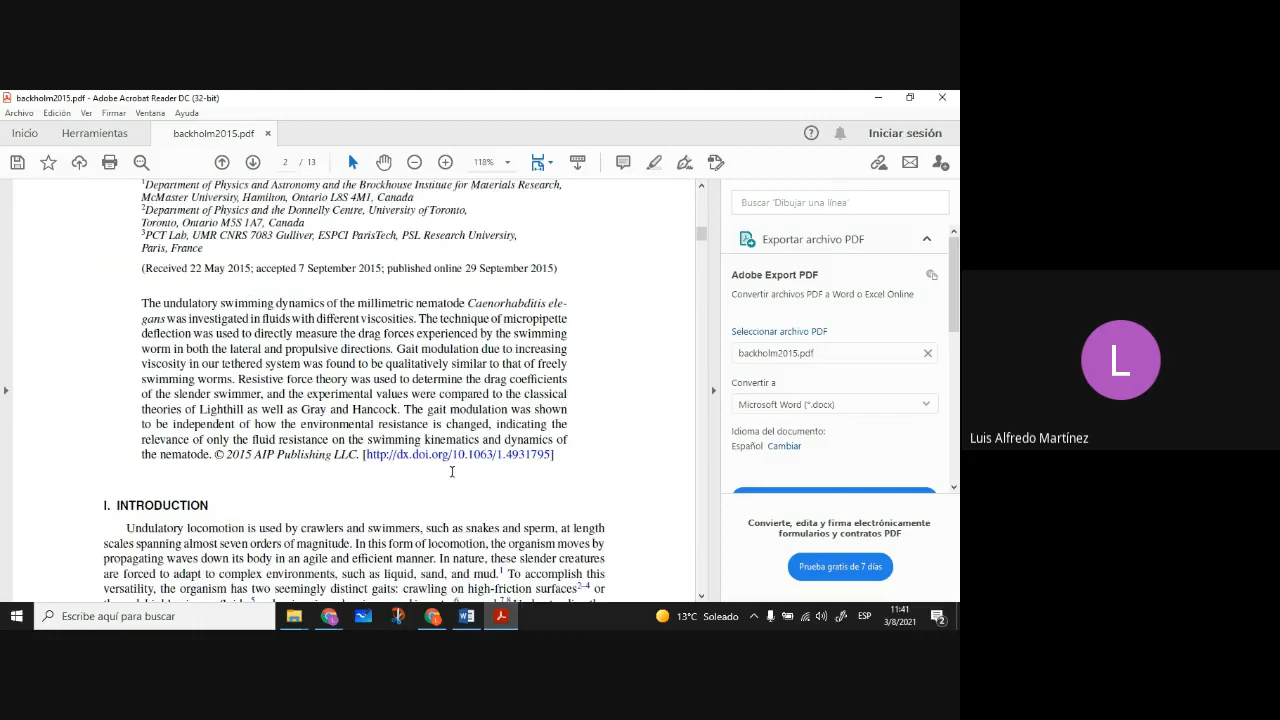 backholm2015.pdf - Adobe Acrobat Reader DC (32-bit)
Archivo Edición Ver Firmar Ventana Ayuda
Inicio Herramientas backholm2015.pdf × Iniciar sesión
2 / 13 118%
1Department of Physics and Astronomy and the Brockhouse Institute for Materials Research,
McMaster University, Hamilton, Ontario L8S 4M1, Canada
2Department of Physics and the Donnelly Centre, University of Toronto,
Toronto, Ontario M5S 1A7, Canada
3PCT Lab, UMR CNRS 7083 Gulliver, ESPCI ParisTech, PSL Research University,
Paris, France
(Received 22 May 2015; accepted 7 September 2015; published online 29 September 2015)
The undulatory swimming dynamics of the millimetric nematode Caenorhabditis ele-
gans was investigated in fluids with different viscosities. The technique of micropipette
deflection was used to directly measure the drag forces experienced by the swimming
worm in both the lateral and propulsive directions. Gait modulation due to increasing
viscosity in our tethered system was found to be qualitatively similar to that of freely
swimming worms. Resistive force theory was used to determine the drag coefficients
of the slender swimmer, and the experimental values were compared to the classical
theories of Lighthill as well as Gray and Hancock. The gait modulation was shown
to be independent of how the environmental resistance is changed, indicating the
relevance of only the fluid resistance on the swimming kinematics and dynamics of
the nematode. © 2015 AIP Publishing LLC. [http://dx.doi.org/10.1063/1.4931795]
I. INTRODUCTION
Undulatory locomotion is used by crawlers and swimmers, such as snakes and sperm, at length
scales spanning almost seven orders of magnitude. In this form of locomotion, the organism moves by
propagating waves down its body in an agile and efficient manner. In nature, these slender creatures
are forced to adapt to complex environments, such as liquid, sand, and mud.1 To accomplish this
versatility, the organism has two seemingly distinct gaits: crawling on high-friction surfaces2–4 or
Buscar 'Dibujar una línea'
Exportar archivo PDF
Adobe Export PDF
Convertir archivos PDF a Word o Excel Online
Seleccionar archivo PDF
backholm2015.pdf
Convertir a
Microsoft Word (*.docx)
Idioma del documento:
Español Cambiar
Convierte, edita y firma electrónicamente
formularios y contratos PDF
Prueba gratis de 7 días
Escribe aquí para buscar
13°C Soleado
ESP
11:41
3/8/2021
2
L
Luis Alfredo Martínez